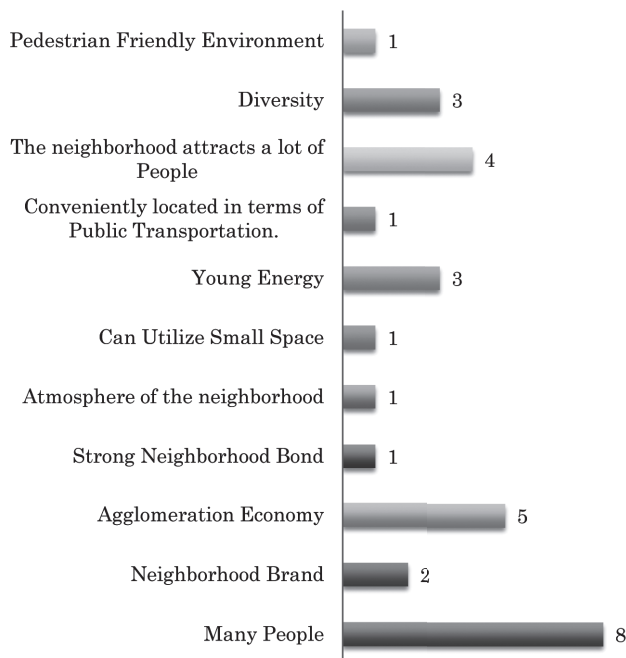 Pedestrian Friendly Environment 1
Diversity 3
The neighborhood attracts a lot of
People 4
Conveniently located in terms of
Public Transportation. 1
Young Energy 3
Can Utilize Small Space 1
Atmosphere of the neighborhood 1
Strong Neighborhood Bond 1
Agglomeration Economy 5
Neighborhood Brand 2
Many People 8